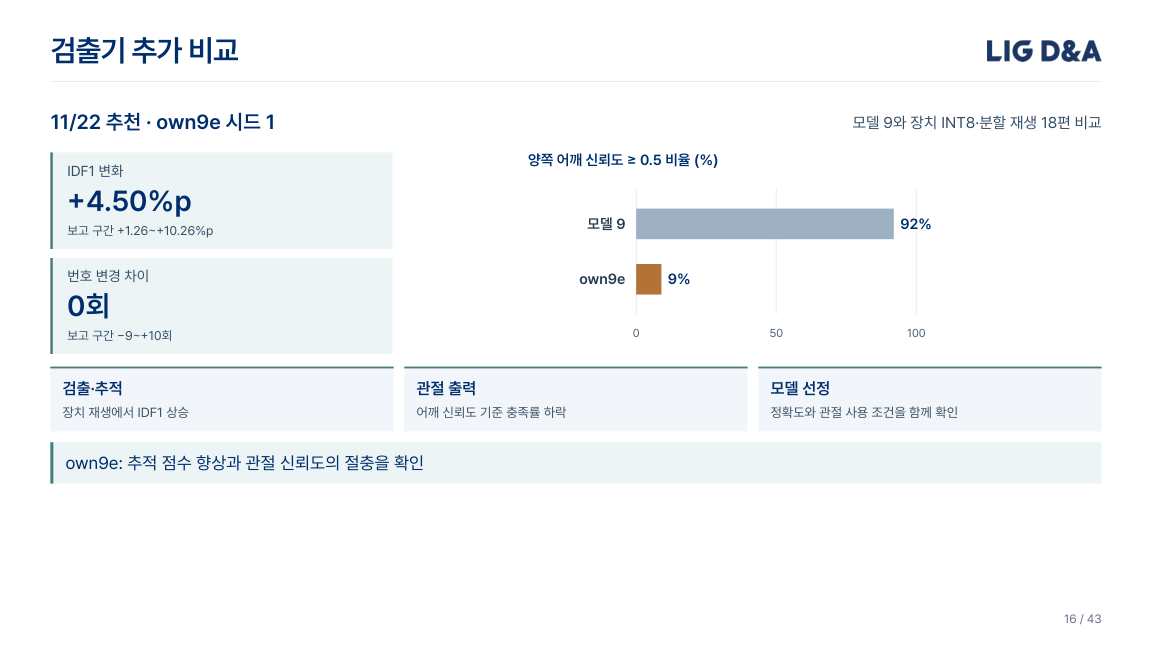 검출기 추가 비교
LIG D&A
11/22 추천 · own9e 시드 1
모델 9와 장치 INT8·분할 재생 18편 비교
IDF1 변화
+4.50%p
보고 구간 +1.26~+10.26%p
번호 변경 차이
0회
보고 구간 −9~+10회
양쪽 어깨 신뢰도 ≥ 0.5 비율 (%)
모델 9
92%
own9e
9%
0
50
100
검출·추적
장치 재생에서 IDF1 상승
관절 출력
어깨 신뢰도 기준 충족률 하락
모델 선정
정확도와 관절 사용 조건을 함께 확인
own9e: 추적 점수 향상과 관절 신뢰도의 절충을 확인
16 / 43